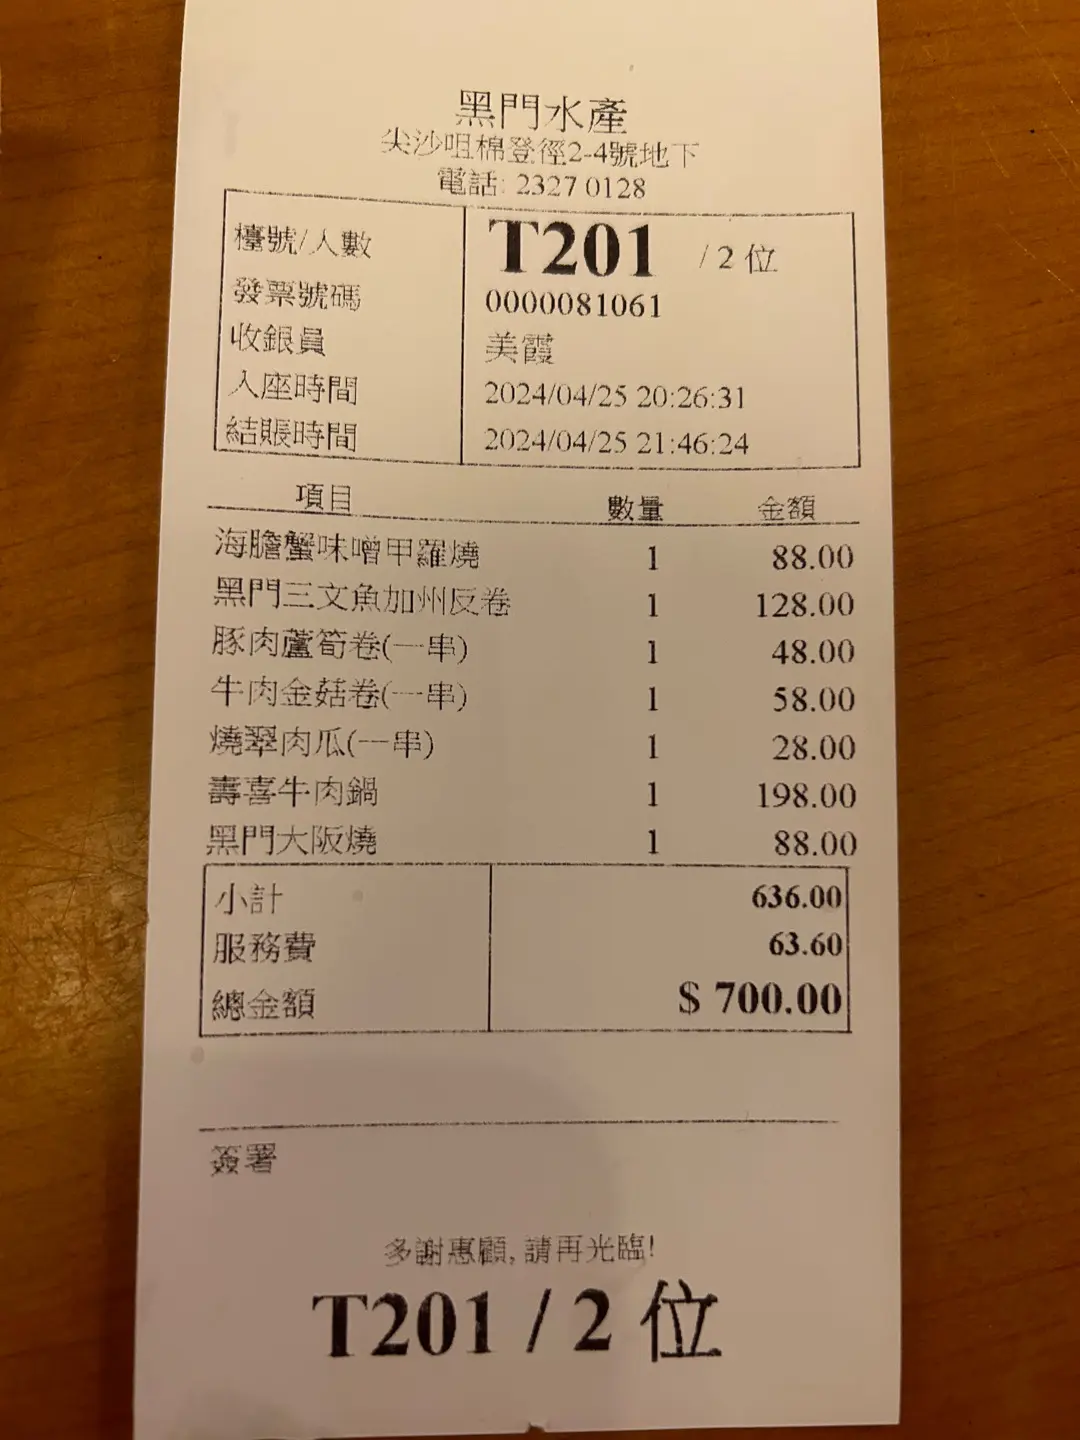 黑門水產
尖沙咀棉登徑2-4號地下
電話: 2327 0128
檯號/人數 T201 / 2 位
發票號碼 0000081061
收銀員 美霞
入座時間 2024/04/25 20:26:31
結賬時間 2024/04/25 21:46:24
項目 數量 金額
海膽蟹味噌甲羅燒 1 88.00
黑門三文魚加州反卷 1 128.00
豚肉蘆筍卷(一串) 1 48.00
牛肉金菇卷(一串) 1 58.00
燒翠肉瓜(一串) 1 28.00
壽喜牛肉鍋 1 198.00
黑門大阪燒 1 88.00
小計 636.00
服務費 63.60
總金額 $ 700.00
簽署
多謝惠顧, 請再光臨!
T201 / 2 位